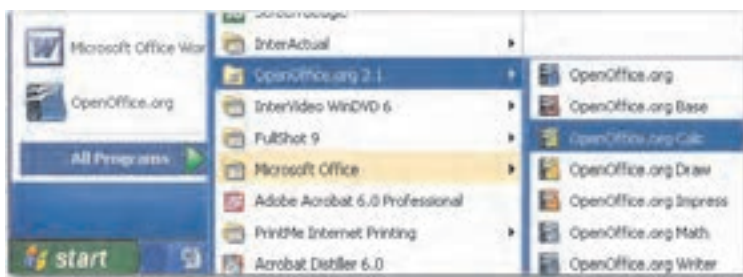 Microsoft Office Wor
OpenOffice.org
All Programs
start
InterActual
OpenOffice.org 2.1
InterVideo WinDVD 6
FullShot 9
Microsoft Office
Adobe Acrobat 6.0 Professional
PrintMe Internet Printing
Acrobat Distiller 6.0
OpenOffice.org
OpenOffice.org Base
OpenOffice.org Calc
OpenOffice.org Draw
OpenOffice.org Impress
OpenOffice.org Math
OpenOffice.org Writer